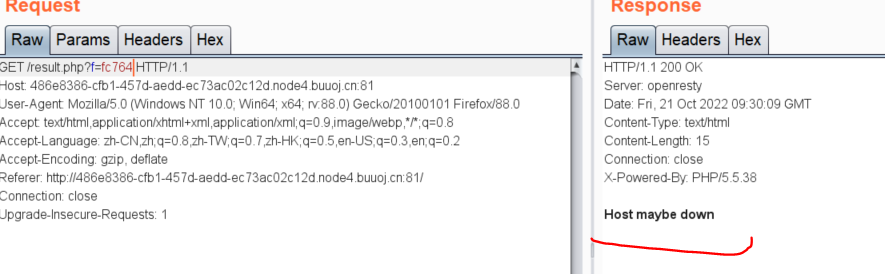 Request
Raw Params Headers Hex
GET /result.php?f=fc764 HTTP/1.1
Host: 486e8386-cfb1-457d-aedd-ec73ac02c12d.node4.buuoj.cn:81
User-Agent: Mozilla/5.0 (Windows NT 10.0; Win64; x64; rv:88.0) Gecko/20100101 Firefox/88.0
Accept: text/html,application/xhtml+xml,application/xml;q=0.9,image/webp,*/*;q=0.8
Accept-Language: zh-CN,zh;q=0.8,zh-TW;q=0.7,zh-HK;q=0.5,en-US;q=0.3,en;q=0.2
Accept-Encoding: gzip, deflate
Referer: http://486e8386-cfb1-457d-aedd-ec73ac02c12d.node4.buuoj.cn:81/
Connection: close
Upgrade-Insecure-Requests: 1
Response
Raw Headers Hex
HTTP/1.1 200 OK
Server: openresty
Date: Fri, 21 Oct 2022 09:30:09 GMT
Content-Type: text/html
Content-Length: 15
Connection: close
X-Powered-By: PHP/5.5.38
Host maybe down